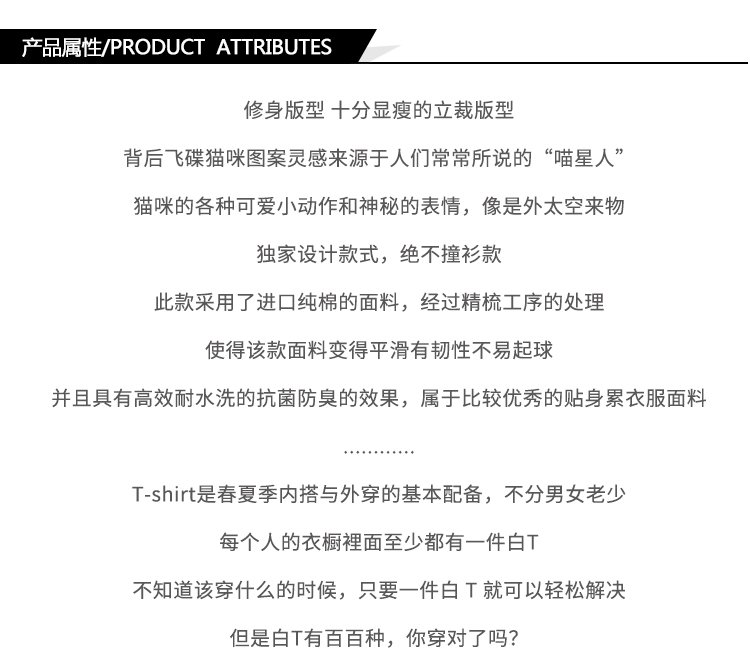 产品属性/PRODUCT ATTRIBUTES
修身版型 十分显瘦的立裁版型
背后飞碟猫咪图案灵感来源于人们常常所说的“喵星人”
猫咪的各种可爱小动作和神秘的表情，像是外太空来物
独家设计款式，绝不撞衫款
此款采用了进口纯棉的面料，经过精梳工序的处理
使得该款面料变得平滑有韧性不易起球
并且具有高效耐水洗的抗菌防臭的效果，属于比较优秀的贴身累衣服面料
…………
T-shirt是春夏季内搭与外穿的基本配备，不分男女老少
每个人的衣橱裡面至少都有一件白T
不知道该穿什么的时候，只要一件白 T 就可以轻松解决
但是白T有百百种，你穿对了吗？